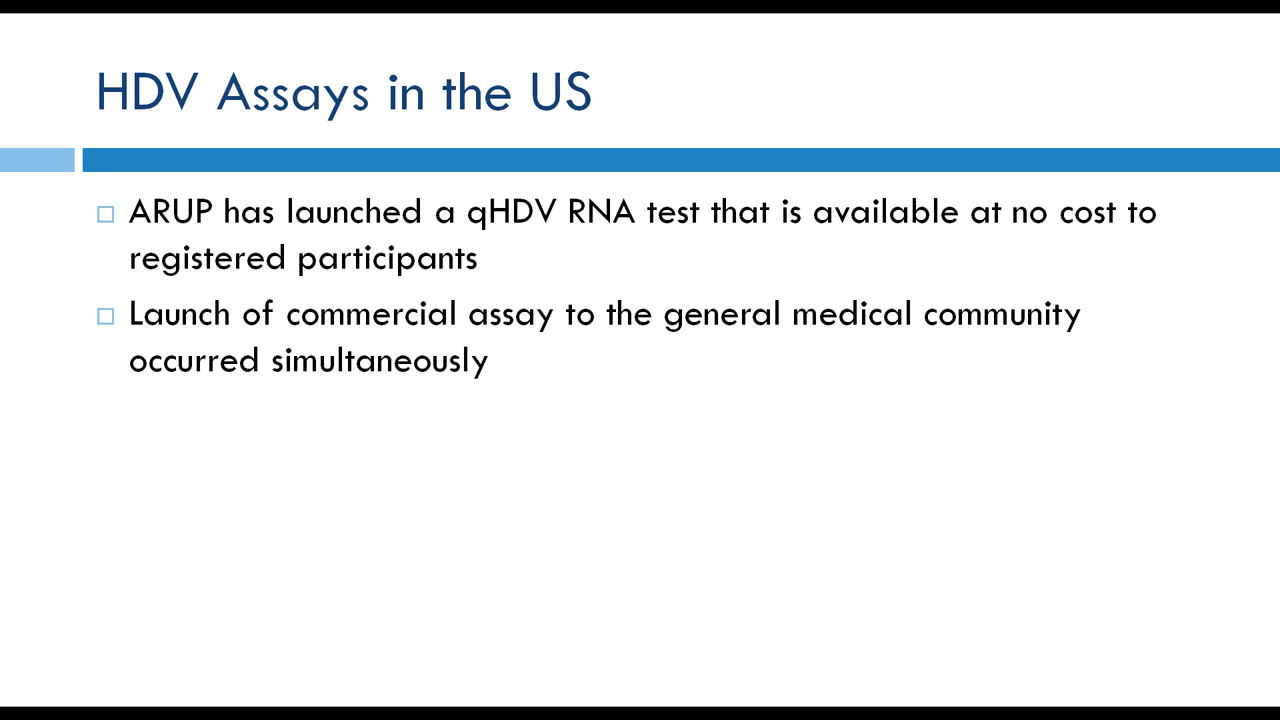 HDV Assays in the US
ARUP has launched a qHDV RNA test that is available at no cost to
registered participants
Launch of commercial assay to the general medical community
occurred simultaneously